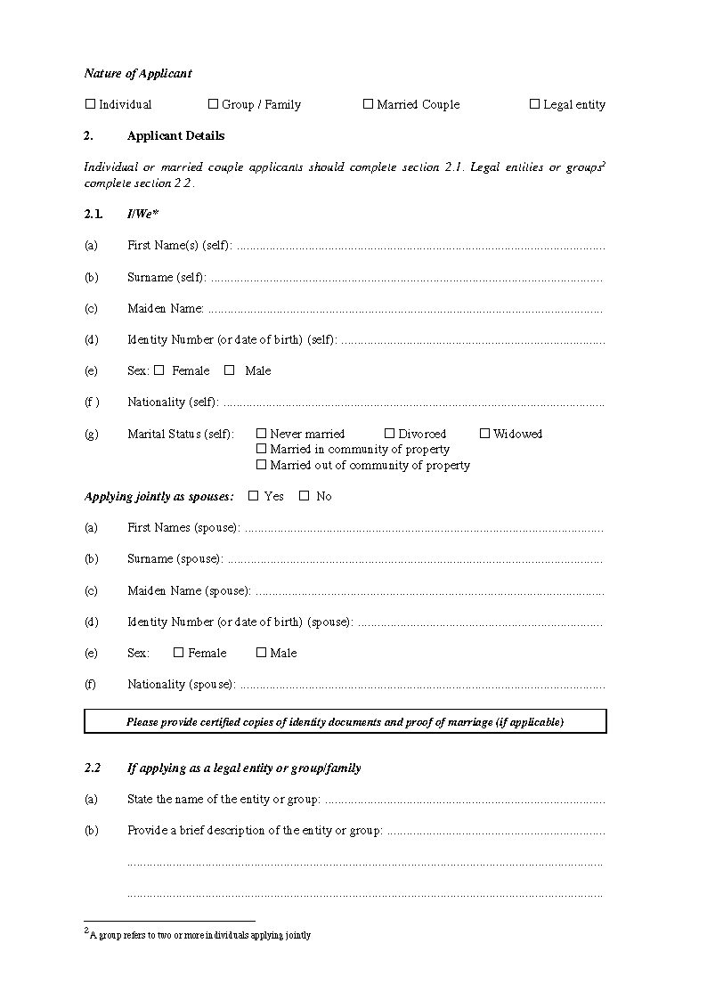 Nature of Applicant
☐ Individual ☐ Group / Family ☐ Married Couple ☐ Legal entity
2. Applicant Details
Individual or married couple applicants should complete section 2.1. Legal entities or groups²
complete section 2.2.
2.1. I/We*
(a) First Name(s) (self): ..........................................................................................
(b) Surname (self): ..........................................................................................
(c) Maiden Name: ..........................................................................................
(d) Identity Number (or date of birth) (self): ..........................................................................................
(e) Sex: ☐ Female ☐ Male
(f ) Nationality (self): ..........................................................................................
(g) Marital Status (self): ☐ Never married ☐ Divorced ☐ Widowed
☐ Married in community of property
☐ Married out of community of property
Applying jointly as spouses: ☐ Yes ☐ No
(a) First Names (spouse): ..........................................................................................
(b) Surname (spouse): ..........................................................................................
(c) Maiden Name (spouse): ..........................................................................................
(d) Identity Number (or date of birth) (spouse): ..........................................................................................
(e) Sex: ☐ Female ☐ Male
(f) Nationality (spouse): ..........................................................................................
Please provide certified copies of identity documents and proof of marriage (if applicable)
2.2 If applying as a legal entity or group/family
(a) State the name of the entity or group: ..........................................................................................
(b) Provide a brief description of the entity or group: ..........................................................................................
..........................................................................................
..........................................................................................
² A group refers to two or more individuals applying jointly